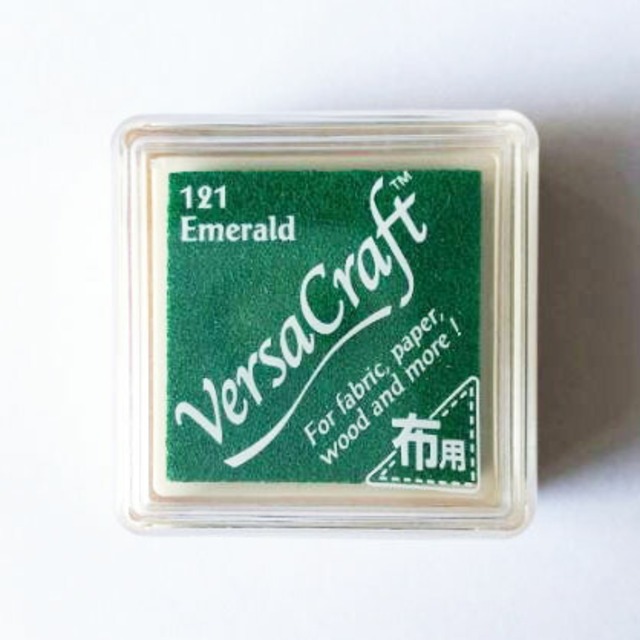 121
Emerald
VersaCraft™
For fabric, paper,
wood and more !
布用